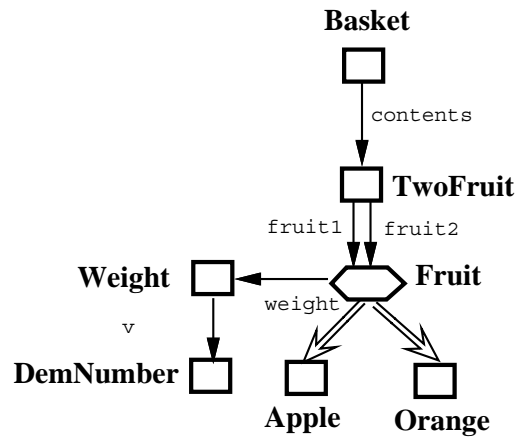 Basket
contents
TwoFruit
fruit1 fruit2
Weight Fruit
weight
v
DemNumber
Apple Orange